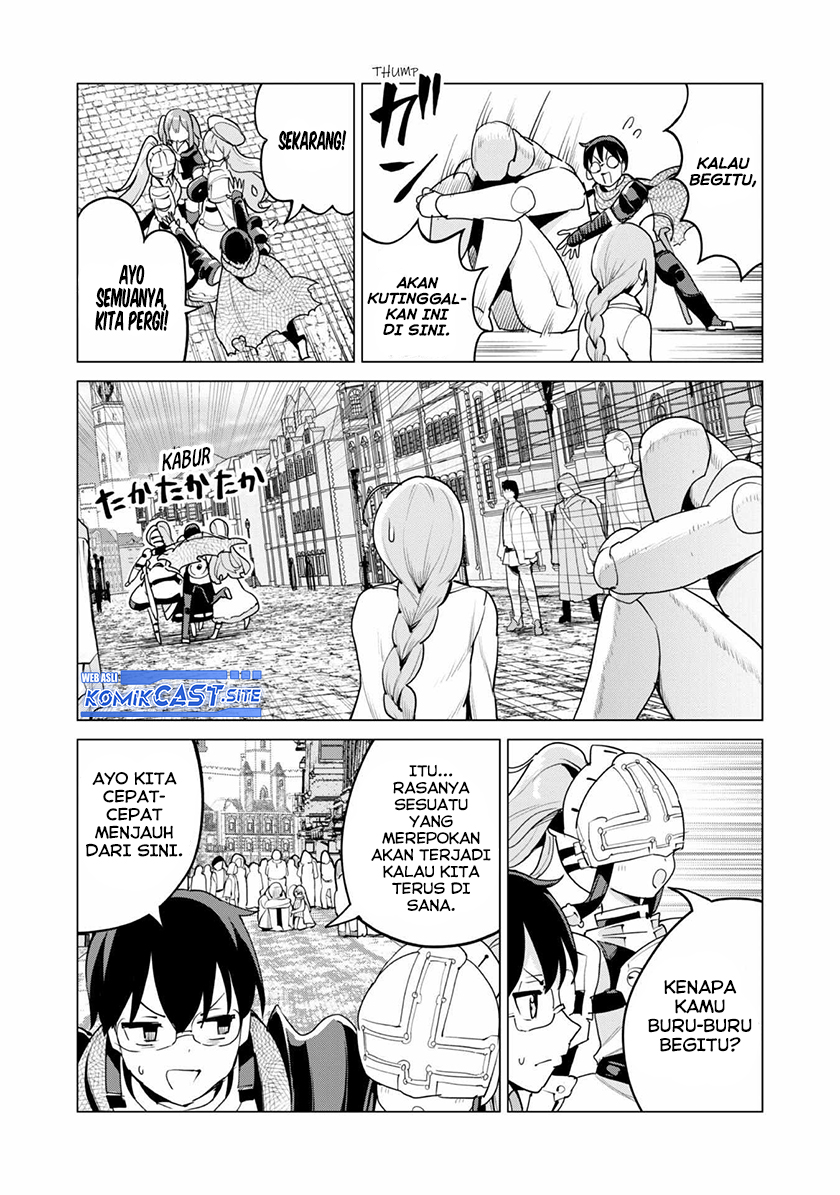 THUMP
ガン
KALAU
BEGITU,
AKAN
KUTINGGAL-
KAN INI
DI SINI.
SEKARANG!
AYO
SEMUANYA,
KITA PERGI!
KABUR
たかたかたか
WEB ASLI
KOMIKCAST.SITE
KENAPA
KAMU
BURU-BURU
BEGITU?
ITU...
RASANYA
SESUATU
YANG
MEREPOKAN
AKAN TERJADI
KALAU KITA
TERUS DI
SANA.
AYO KITA
CEPAT-
CEPAT
MENJAUH
DARI SINI.